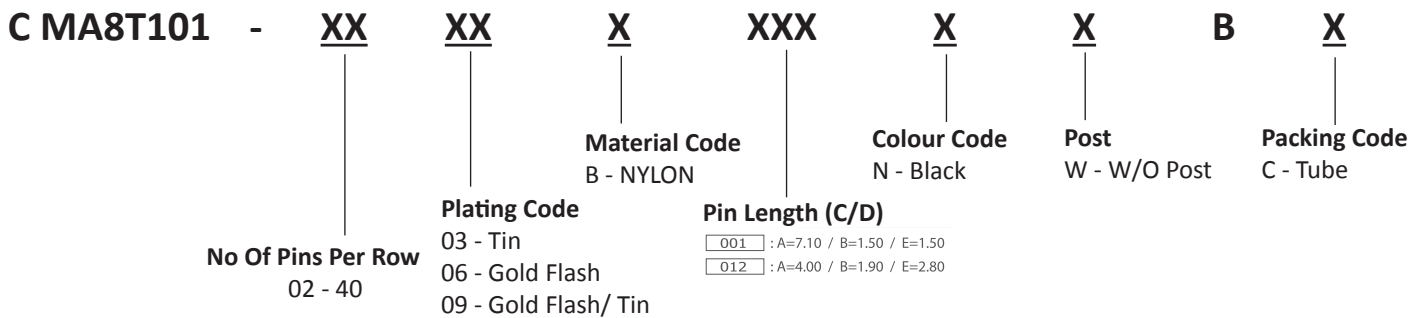 C MA8T101 - XX XX X XXX X X B X
Material Code
B - NYLON
Colour Code
N - Black
Post
W - W/O Post
Packing Code
C - Tube
Plating Code
03 - Tin
06 - Gold Flash
09 - Gold Flash/ Tin
Pin Length (C/D)
001 : A=7.10 / B=1.50 / E=1.50
012 : A=4.00 / B=1.90 / E=2.80
No Of Pins Per Row
02 - 40